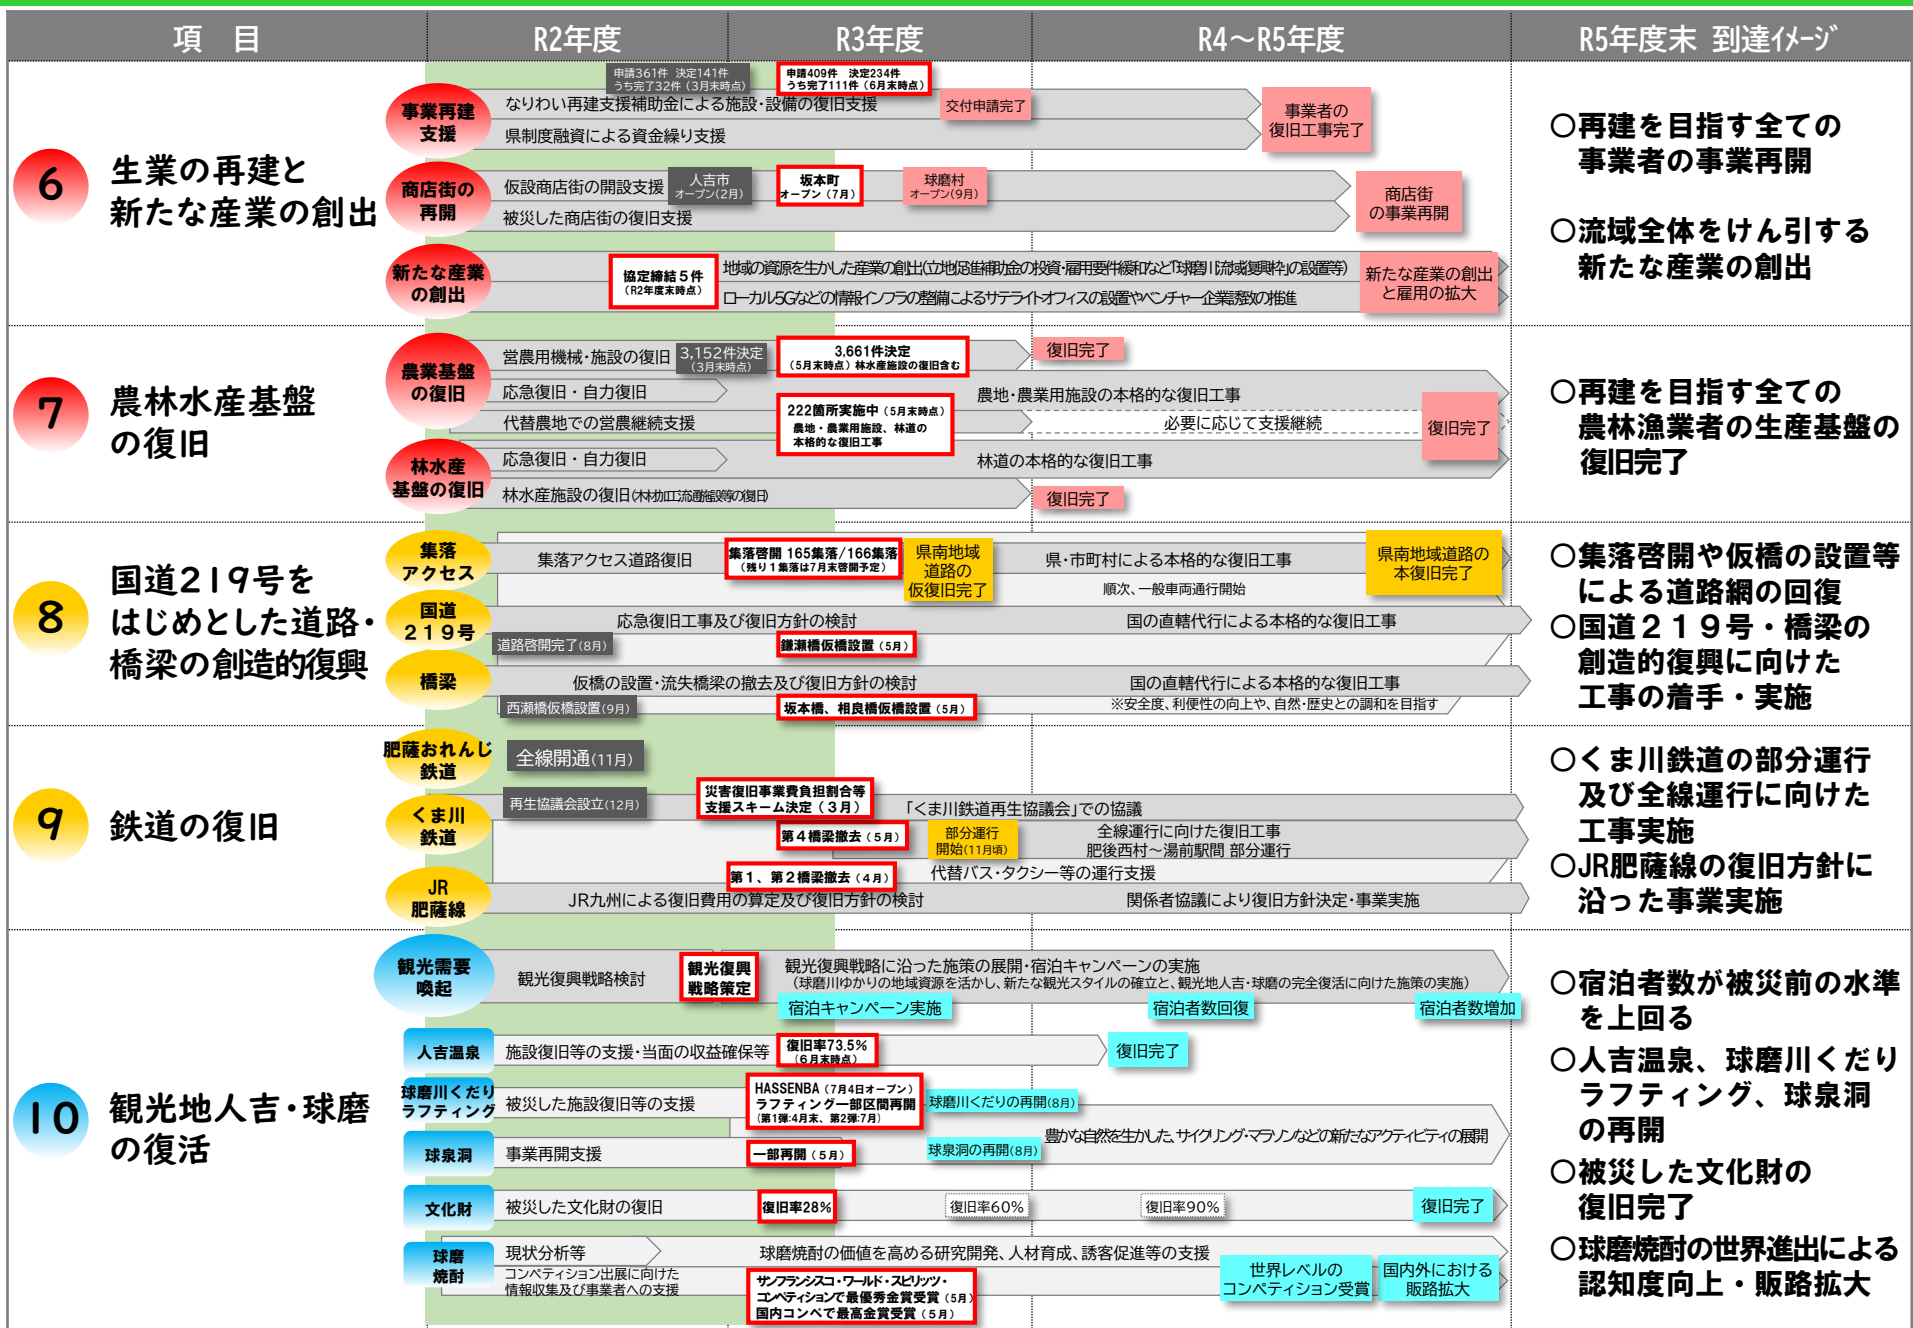 項　目
R2年度
R3年度
R4～R5年度
R5年度末 到達ｲﾒｰｼﾞ
6
生業の再建と
新たな産業の創出
事業再建
支援
申請361件 決定141件
うち完了32件（3月末時点）
申請409件　決定234件
うち完了111件（6月末時点）
なりわい再建支援補助金による施設・設備の復旧支援
交付申請完了
県制度融資による資金繰り支援
事業者の
復旧工事完了
商店街の
再開
仮設商店街の開設支援
人吉市
オープン(2月)
坂本町
オープン（7月）
球磨村
オープン(9月)
被災した商店街の復旧支援
商店街
の事業再開
新たな産業
の創出
協定締結５件
（R2年度末時点）
地域の資源を生かした産業の創出(立地促進補助金の投資・雇用要件緩和など「球磨川流域復興枠」の設置等)
ローカル5Gなどの情報インフラの整備によるサテライトオフィスの設置やベンチャー企業誘致の推進
新たな産業の創出
と雇用の拡大
〇再建を目指す全ての
事業者の事業再開
〇流域全体をけん引する
新たな産業の創出
7
農林水産基盤
の復旧
農業基盤
の復旧
営農用機械・施設の復旧
3,152件決定
（3月末時点）
3,661件決定
（5月末時点）林水産施設の復旧含む
復旧完了
応急復旧・自力復旧
農地・農業用施設の本格的な復旧工事
代替農地での営農継続支援
222箇所実施中（5月末時点）
農地・農業用施設、林道の
本格的な復旧工事
必要に応じて支援継続
復旧完了
林水産
基盤の復旧
応急復旧・自力復旧
林道の本格的な復旧工事
林水産施設の復旧(木材加工流通施設等の復旧)
復旧完了
〇再建を目指す全ての
農林漁業者の生産基盤の
復旧完了
8
国道219号を
はじめとした道路・
橋梁の創造的復興
集落
アクセス
集落アクセス道路復旧
集落啓開 165集落/166集落
（残り１集落は7月末啓開予定）
県南地域
道路の
仮復旧完了
県・市町村による本格的な復旧工事
順次、一般車両通行開始
県南地域道路の
本復旧完了
国道
２１９号
応急復旧工事及び復旧方針の検討
国の直轄代行による本格的な復旧工事
道路啓開完了(8月)
鎌瀬橋仮橋設置（5月）
橋梁
仮橋の設置・流失橋梁の撤去及び復旧方針の検討
国の直轄代行による本格的な復旧工事
西瀬橋仮橋設置(9月)
坂本橋、相良橋仮橋設置（5月）
※安全度、利便性の向上や、自然・歴史との調和を目指す
〇集落啓開や仮橋の設置等
による道路網の回復
〇国道２１９号・橋梁の
創造的復興に向けた
工事の着手・実施
9
鉄道の復旧
肥薩おれんじ
鉄道
全線開通(11月)
くま川
鉄道
再生協議会設立(12月)
災害復旧事業費負担割合等
支援スキーム決定（３月）
「くま川鉄道再生協議会」での協議
第４橋梁撤去（５月）
部分運行
開始(11月頃)
全線運行に向けた復旧工事
肥後西村～湯前駅間 部分運行
第１、第２橋梁撤去（４月）
代替バス・タクシー等の運行支援
JR
肥薩線
JR九州による復旧費用の算定及び復旧方針の検討
関係者協議により復旧方針決定・事業実施
〇くま川鉄道の部分運行
及び全線運行に向けた
工事実施
〇JR肥薩線の復旧方針に
沿った事業実施
10
観光地人吉・球磨
の復活
観光需要
喚起
観光復興戦略検討
観光復興
戦略策定
観光復興戦略に沿った施策の展開・宿泊キャンペーンの実施
（球磨川ゆかりの地域資源を活かし、新たな観光スタイルの確立と、観光地人吉・球磨の完全復活に向けた施策の実施）
宿泊キャンペーン実施
宿泊者数回復
宿泊者数増加
人吉温泉
施設復旧等の支援・当面の収益確保等
復旧率73.5%
（６月末時点）
復旧完了
球磨川くだり
ラフティング
被災した施設復旧等の支援
HASSENBA（7月4日オープン）
ラフティング一部区間再開
（第1弾:4月末、第2弾:7月）
球磨川くだりの再開(8月)
豊かな自然を生かした、サイクリング・マラソンなどの新たなアクティビティの展開
球泉洞
事業再開支援
一部再開（５月）
球泉洞の再開(8月)
文化財
被災した文化財の復旧
復旧率28%
復旧率60%
復旧率90%
復旧完了
球磨
焼酎
現状分析等
球磨焼酎の価値を高める研究開発、人材育成、誘客促進等の支援
コンペティション出展に向けた
情報収集及び事業者への支援
サンフランシスコ・ワールド・スピリッツ・
コンペティションで最優秀金賞受賞（5月）
国内コンペで最高金賞受賞（５月）
世界レベルの
コンペティション受賞
国内外における
販路拡大
〇宿泊者数が被災前の水準
を上回る
〇人吉温泉、球磨川くだり
ラフティング、球泉洞
の再開
〇被災した文化財の
復旧完了
〇球磨焼酎の世界進出による
認知度向上・販路拡大